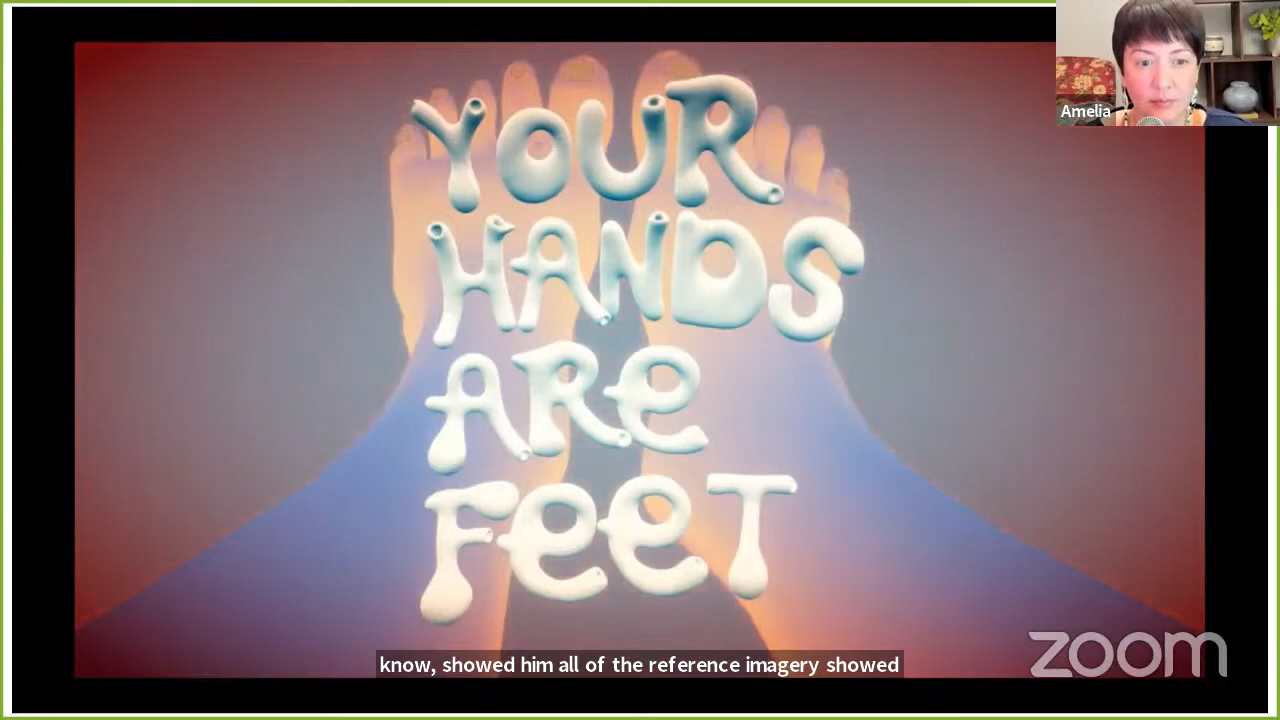 Amelia
YOUR
HANDS
ARe
FeeT
zoom
know, showed him all of the reference imagery showed